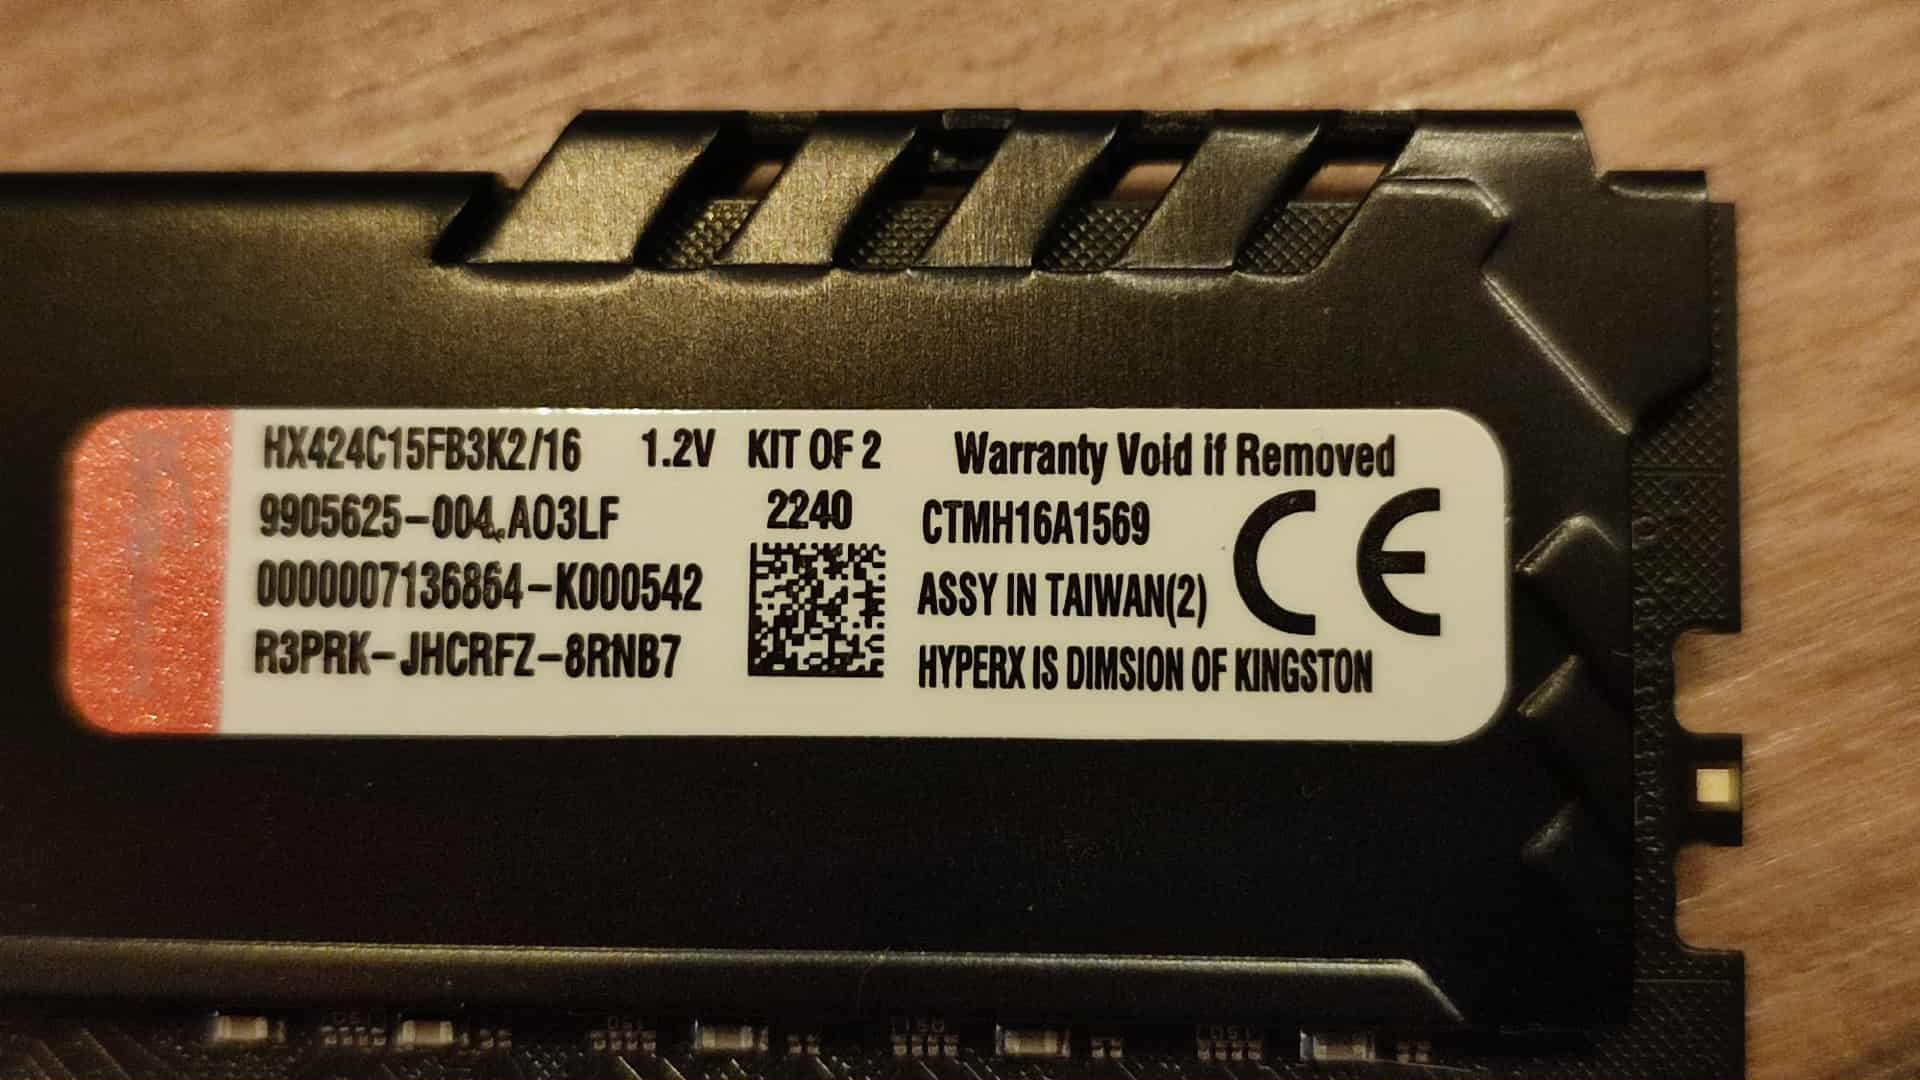 HX424C15FB3K2/16 1.2V KIT OF 2 Warranty Void if Removed
9905625-004.A03LF 2240 CTMH16A1569
0000007136864-K000542 ASSY IN TAIWAN(2) CE
R3PRK-JHCRFZ-8RNB7 HYPERX IS DIMSION OF KINGSTON